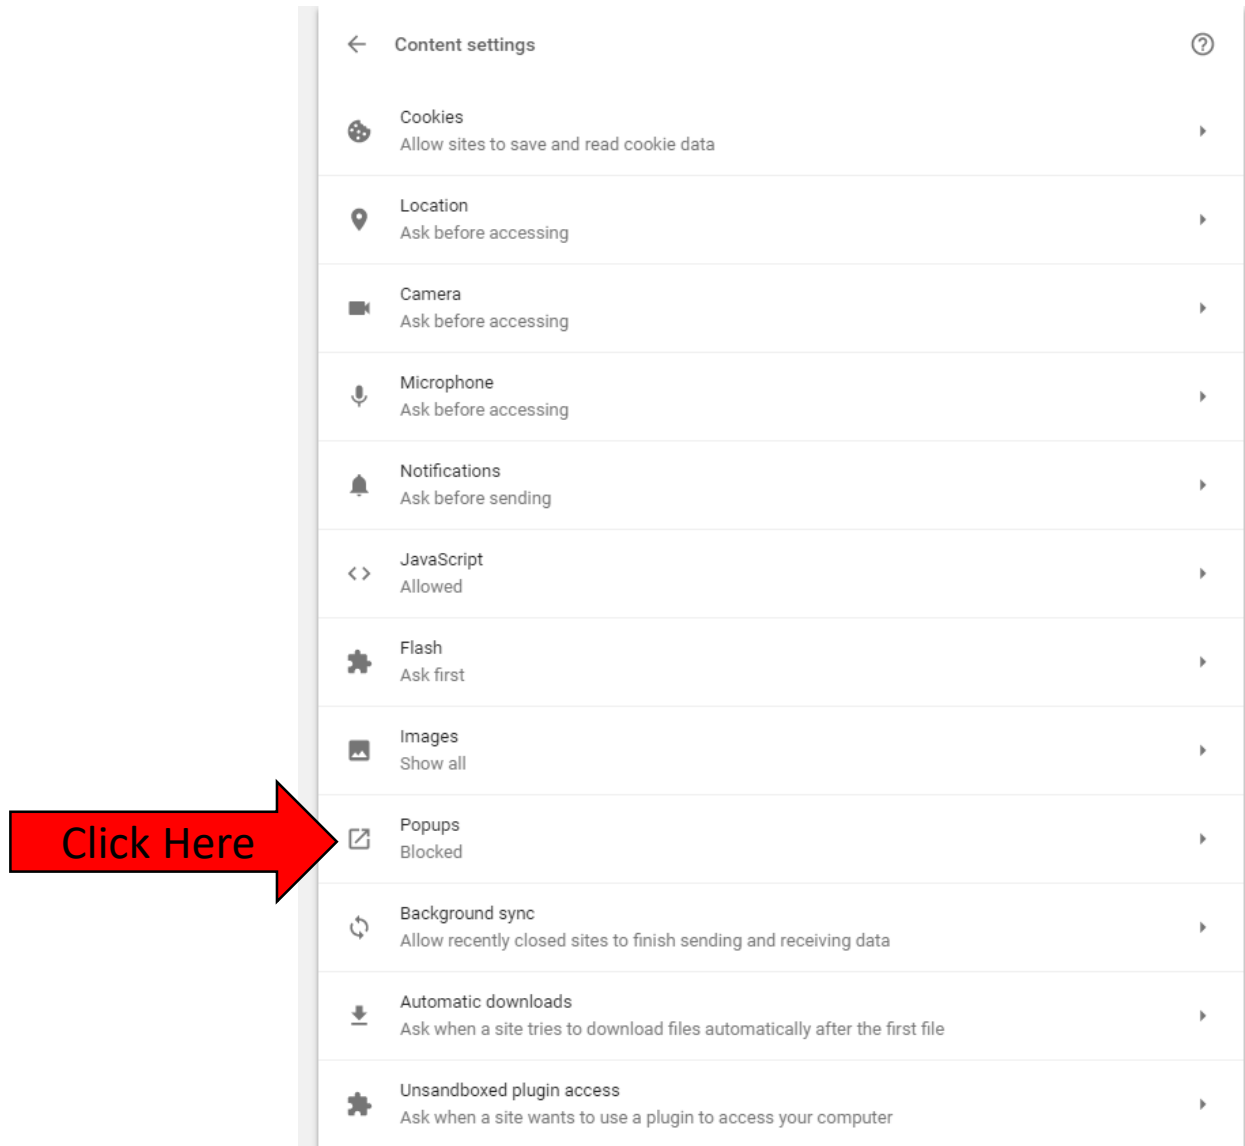 Content settings
Cookies
Allow sites to save and read cookie data
Location
Ask before accessing
Camera
Ask before accessing
Microphone
Ask before accessing
Notifications
Ask before sending
JavaScript
Allowed
Flash
Ask first
Images
Show all
Click Here
Popups
Blocked
Background sync
Allow recently closed sites to finish sending and receiving data
Automatic downloads
Ask when a site tries to download files automatically after the first file
Unsandboxed plugin access
Ask when a site wants to use a plugin to access your computer